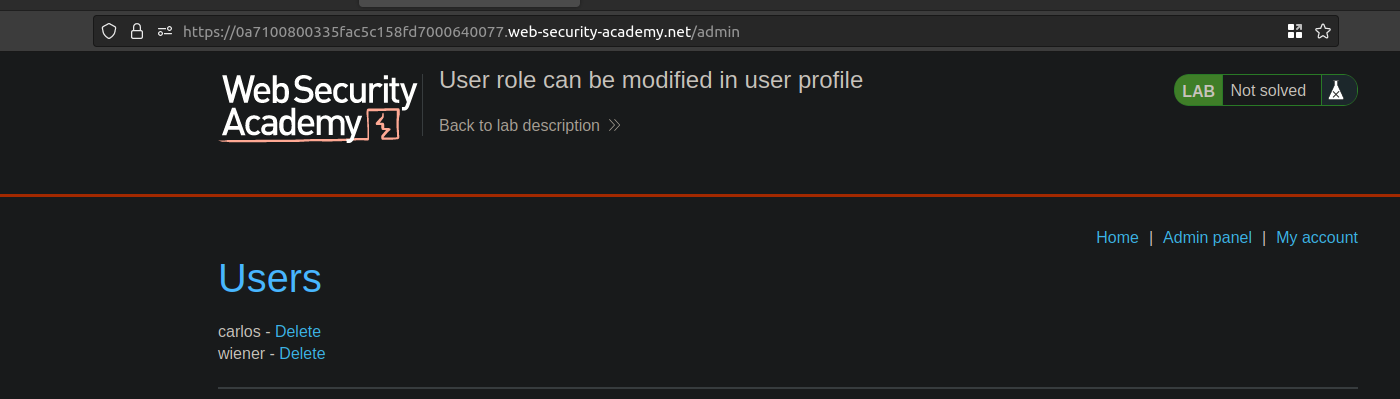 https://0a7100800335fac5c158fd7000640077.web-security-academy.net/admin
Web Security
Academy
User role can be modified in user profile
Back to lab description
LAB Not solved
Home | Admin panel | My account
Users
carlos - Delete
wiener - Delete